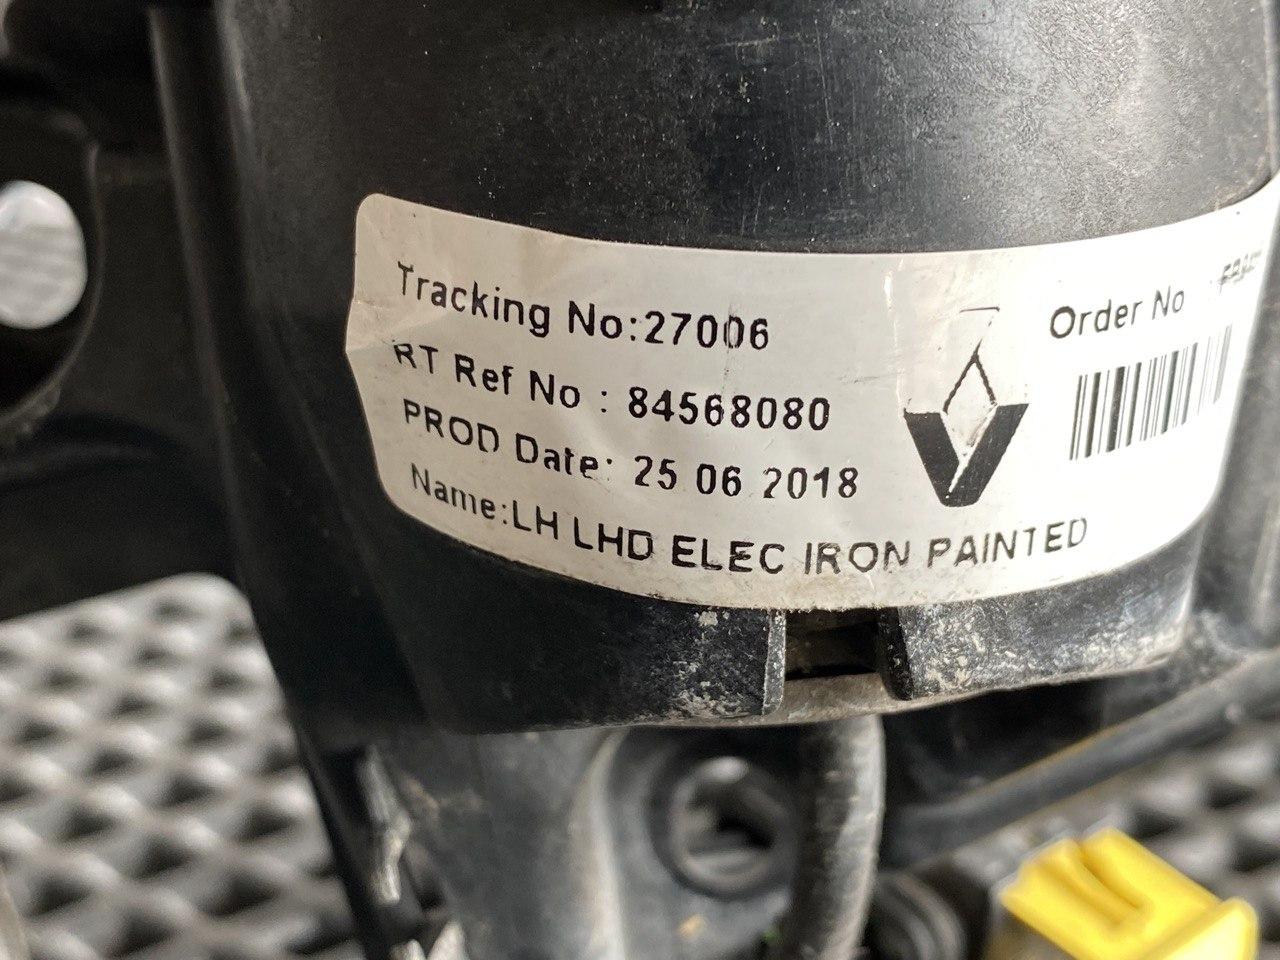 Tracking No:27006
RT Ref No : 84568080
PROD Date: 25 06 2018
Name:LH LHD ELEC IRON PAINTED
Order No